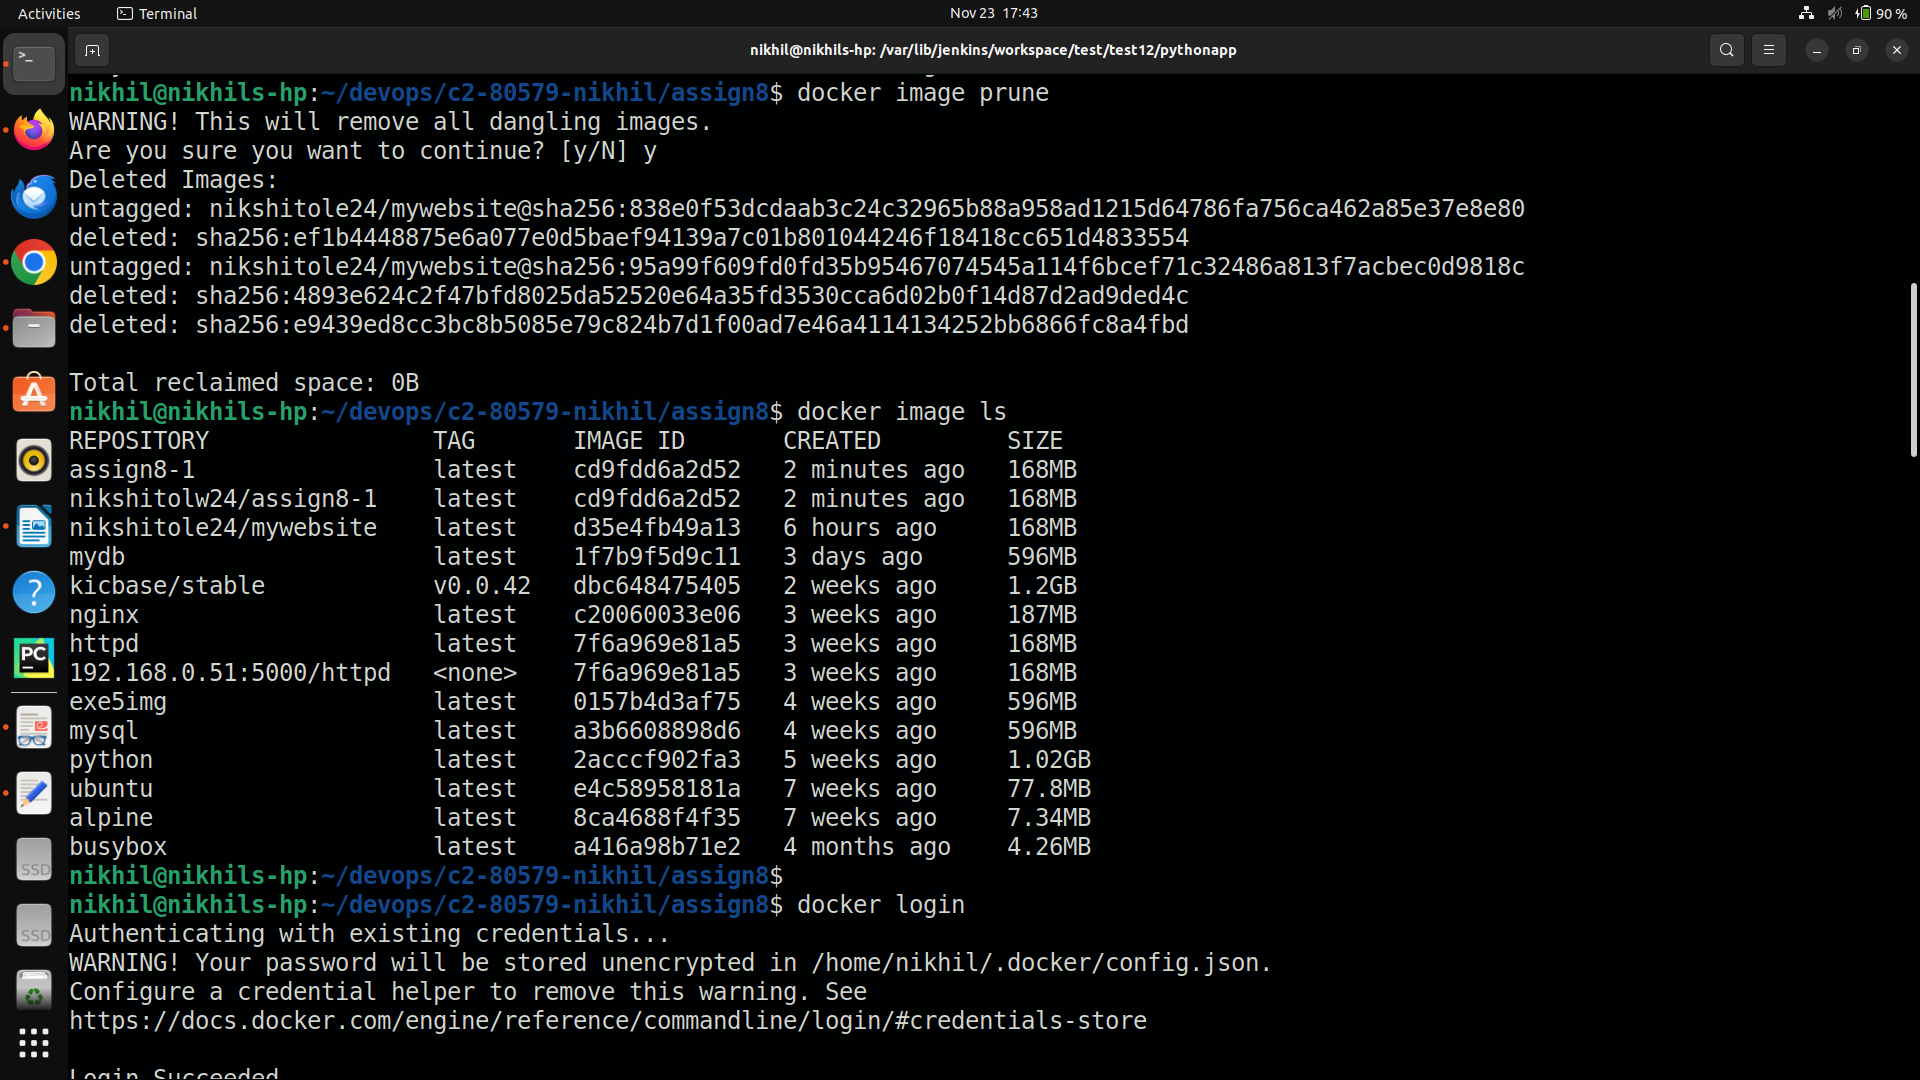 Activities
Terminal
Nov 23 17:43
90 %
nikhil@nikhils-hp: /var/lib/jenkins/workspace/test/test12/pythonapp
nikhil@nikhils-hp:~/devops/c2-80579-nikhil/assign8$ docker image prune
WARNING! This will remove all dangling images.
Are you sure you want to continue? [y/N] y
Deleted Images:
untagged: nikshitole24/mywebsite@sha256:838e0f53dcdaab3c24c32965b88a958ad1215d64786fa756ca462a85e37e8e80
deleted: sha256:ef1b4448875e6a077e0d5baef94139a7c01b801044246f18418cc651d4833554
untagged: nikshitole24/mywebsite@sha256:95a99f609fd0fd35b95467074545a114f6bcef71c32486a813f7acbec0d9818c
deleted: sha256:4893e624c2f47bfd8025da52520e64a35fd3530cca6d02b0f14d87d2ad9ded4c
deleted: sha256:e9439ed8cc3bc8b5085e79c824b7d1f00ad7e46a4114134252bb6866fc8a4fbd
Total reclaimed space: 0B
nikhil@nikhils-hp:~/devops/c2-80579-nikhil/assign8$ docker image ls
REPOSITORY TAG IMAGE ID CREATED SIZE
assign8-1 latest cd9fdd6a2d52 2 minutes ago 168MB
nikshitolw24/assign8-1 latest cd9fdd6a2d52 2 minutes ago 168MB
nikshitole24/mywebsite latest d35e4fb49a13 6 hours ago 168MB
mydb latest 1f7b9f5d9c11 3 days ago 596MB
kicbase/stable v0.0.42 dbc648475405 2 weeks ago 1.2GB
nginx latest c20060033e06 3 weeks ago 187MB
httpd latest 7f6a969e81a5 3 weeks ago 168MB
192.168.0.51:5000/httpd <none> 7f6a969e81a5 3 weeks ago 168MB
exe5img latest 0157b4d3af75 4 weeks ago 596MB
mysql latest a3b6608898d6 4 weeks ago 596MB
python latest 2acccf902fa3 5 weeks ago 1.02GB
ubuntu latest e4c58958181a 7 weeks ago 77.8MB
alpine latest 8ca4688f4f35 7 weeks ago 7.34MB
busybox latest a416a98b71e2 4 months ago 4.26MB
nikhil@nikhils-hp:~/devops/c2-80579-nikhil/assign8$
nikhil@nikhils-hp:~/devops/c2-80579-nikhil/assign8$ docker login
Authenticating with existing credentials...
WARNING! Your password will be stored unencrypted in /home/nikhil/.docker/config.json.
Configure a credential helper to remove this warning. See
https://docs.docker.com/engine/reference/commandline/login/#credentials-store
Login Succeeded
PC
SSD
SSD